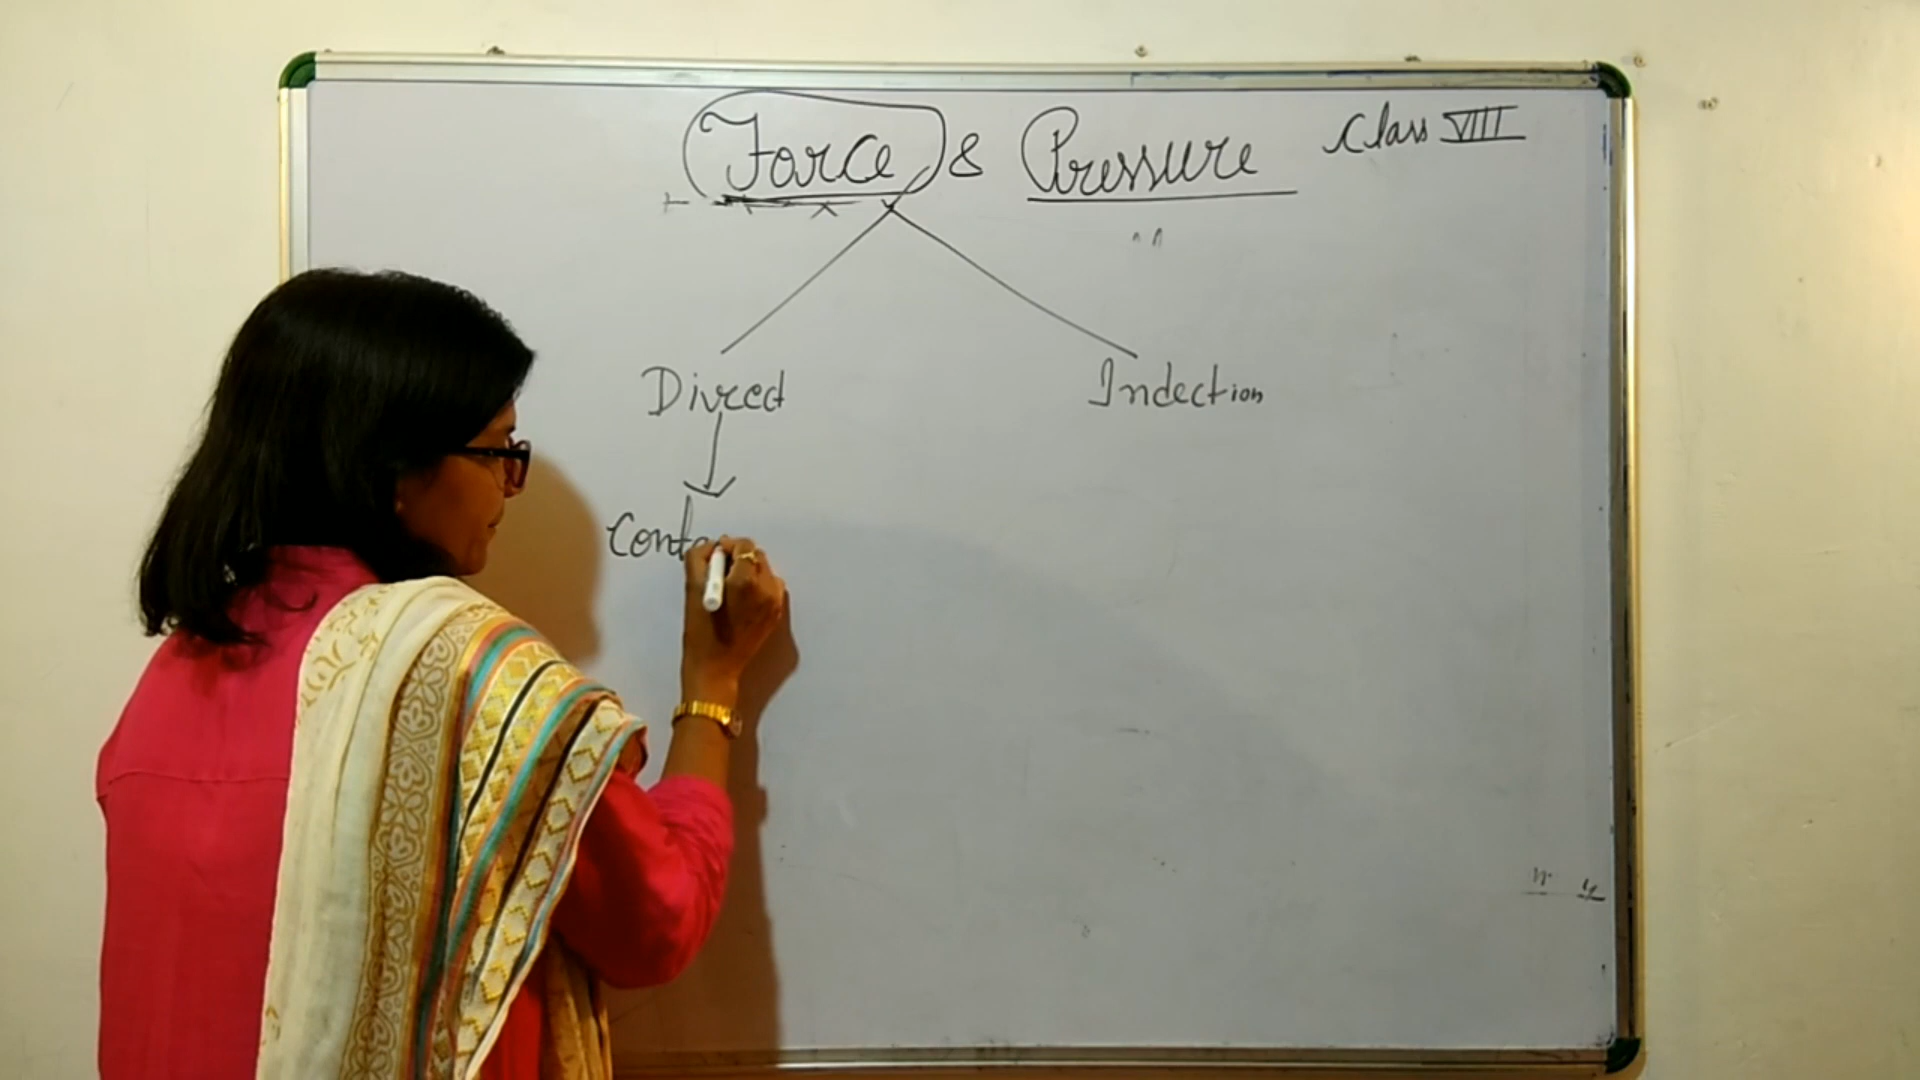 Force & Pressure Class VIII
Direct Indection
Conta